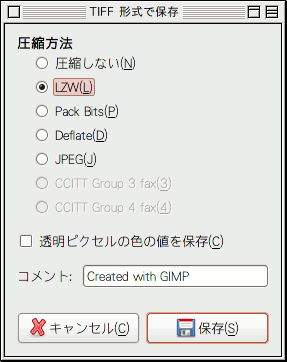 TIFF 形式で保存
圧縮方法
圧縮しない(N)
LZW(L)
Pack Bits(P)
Deflate(D)
JPEG(J)
CCITT Group 3 fax(3)
CCITT Group 4 fax(4)
透明ピクセルの色の値を保存(C)
コメント: Created with GIMP
キャンセル(C) 保存(S)